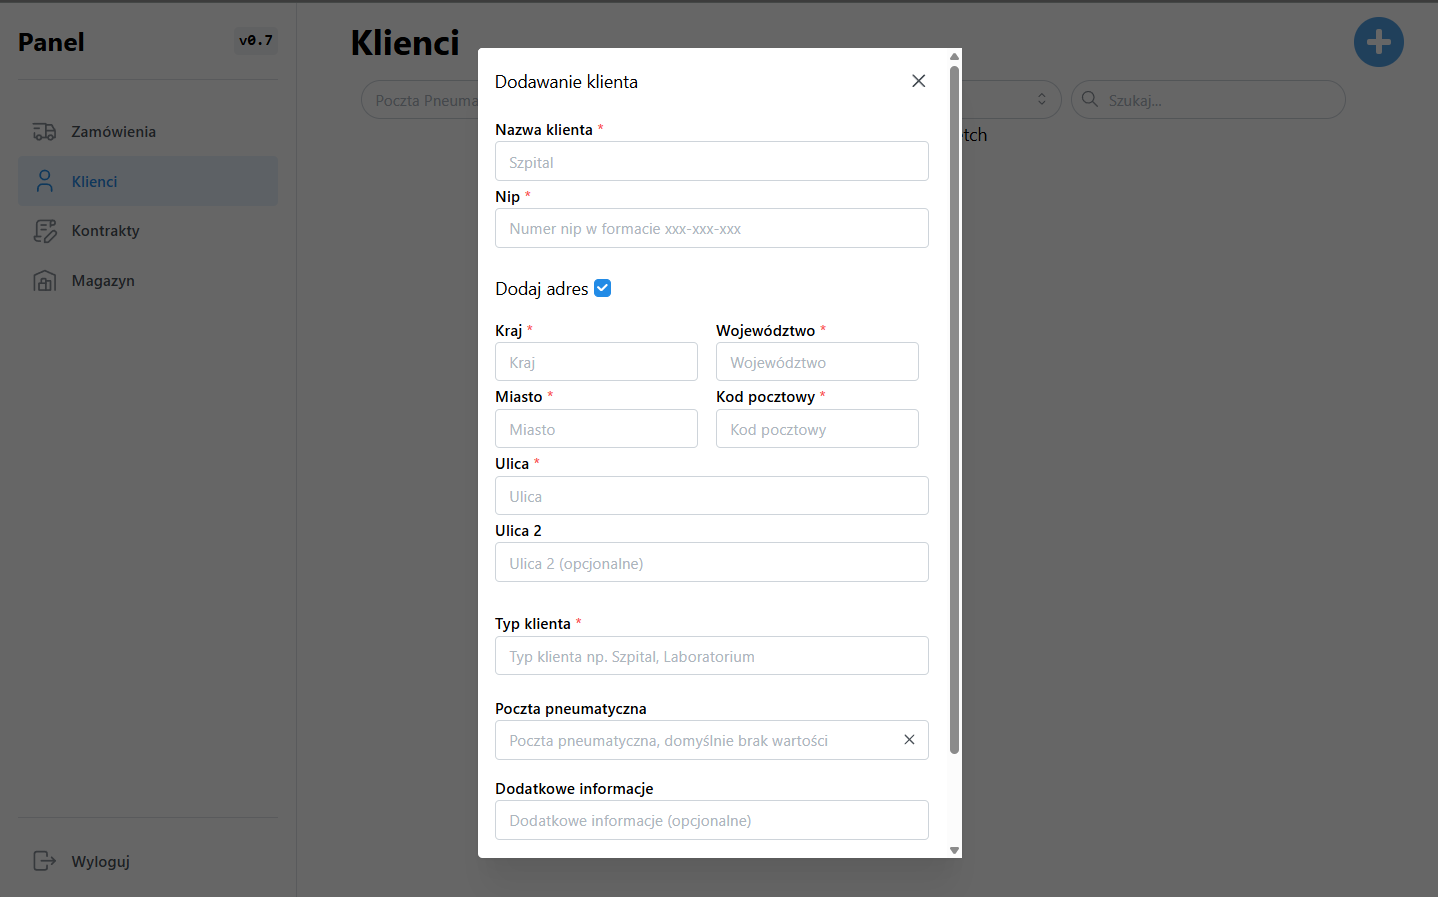 Panel
v0.7
Zamówienia
Klienci
Kontrakty
Magazyn
Wyloguj
Klienci
Poczta Pneuma
Szukaj...
etch
Dodawanie klienta
Nazwa klienta *
Szpital
Nip *
Numer nip w formacie xxx-xxx-xxx
Dodaj adres
Kraj *
Województwo *
Kraj
Województwo
Miasto *
Kod pocztowy *
Miasto
Kod pocztowy
Ulica *
Ulica
Ulica 2
Ulica 2 (opcjonalne)
Typ klienta *
Typ klienta np. Szpital, Laboratorium
Poczta pneumatyczna
Poczta pneumatyczna, domyślnie brak wartości
Dodatkowe informacje
Dodatkowe informacje (opcjonalne)